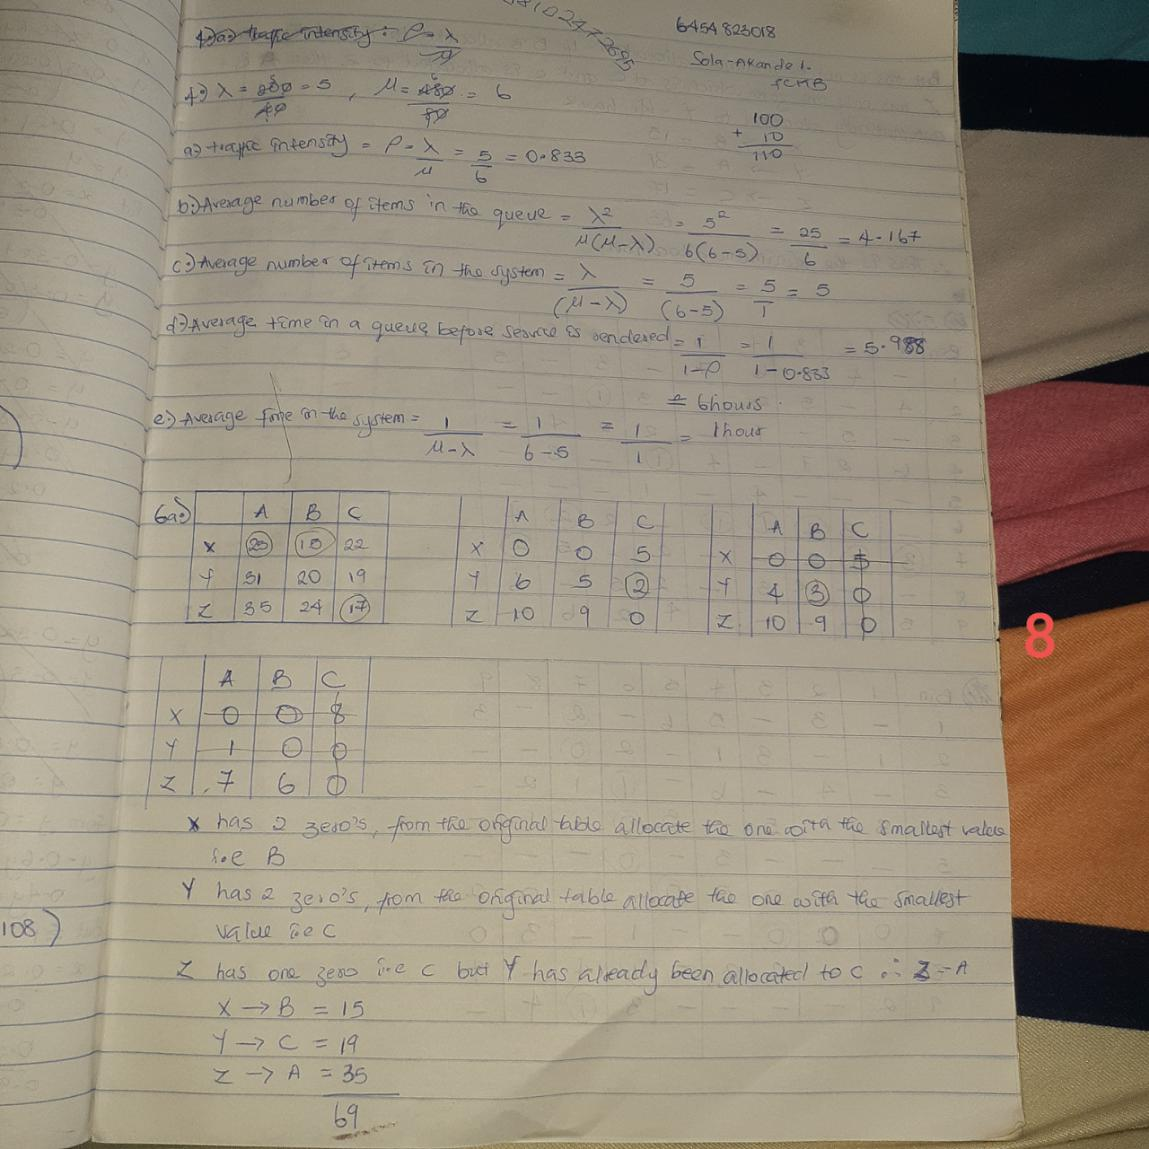 08102472695
6454823018
Sola-Akande I.
FCMB
4a) traffic intensity: ρ = λ/μ
4) λ = 200/40 = 5 , μ = 480/80 = 6
100
+ 10
110
a) traffic intensity = ρ = λ/μ = 5/6 = 0.833
b) Average number of items in the queue = λ²/μ(μ-λ) = 5²/6(6-5) = 25/6 = 4.167
c) Average number of items in the system = λ/(μ-λ) = 5/(6-5) = 5/1 = 5
d) Average time in a queue before service is rendered = 1/1-ρ = 1/1-0.833 = 5.988
= 6hours.
e) Average time in the system = 1/μ-λ = 1/6-5 = 1/1 = 1hour
6a)
A B C
X 25 15 22
Y 31 20 19
Z 35 24 17
A B C
X 0 0 5
Y 6 5 2
Z 10 9 0
A B C
X 0 0 5
Y 4 3 0
Z 10 9 0
8
A B C
X 0 0 8
Y 1 0 0
Z 7 6 0
X has 2 zero's, from the original table allocate the one with the smallest value
i.e B
Y has 2 zero's, from the original table allocate the one with the smallest
value i.e C
Z has one zero i.e C but Y has already been allocated to C ∴ Z-A
X → B = 15
Y → C = 19
Z → A = 35
69
108)